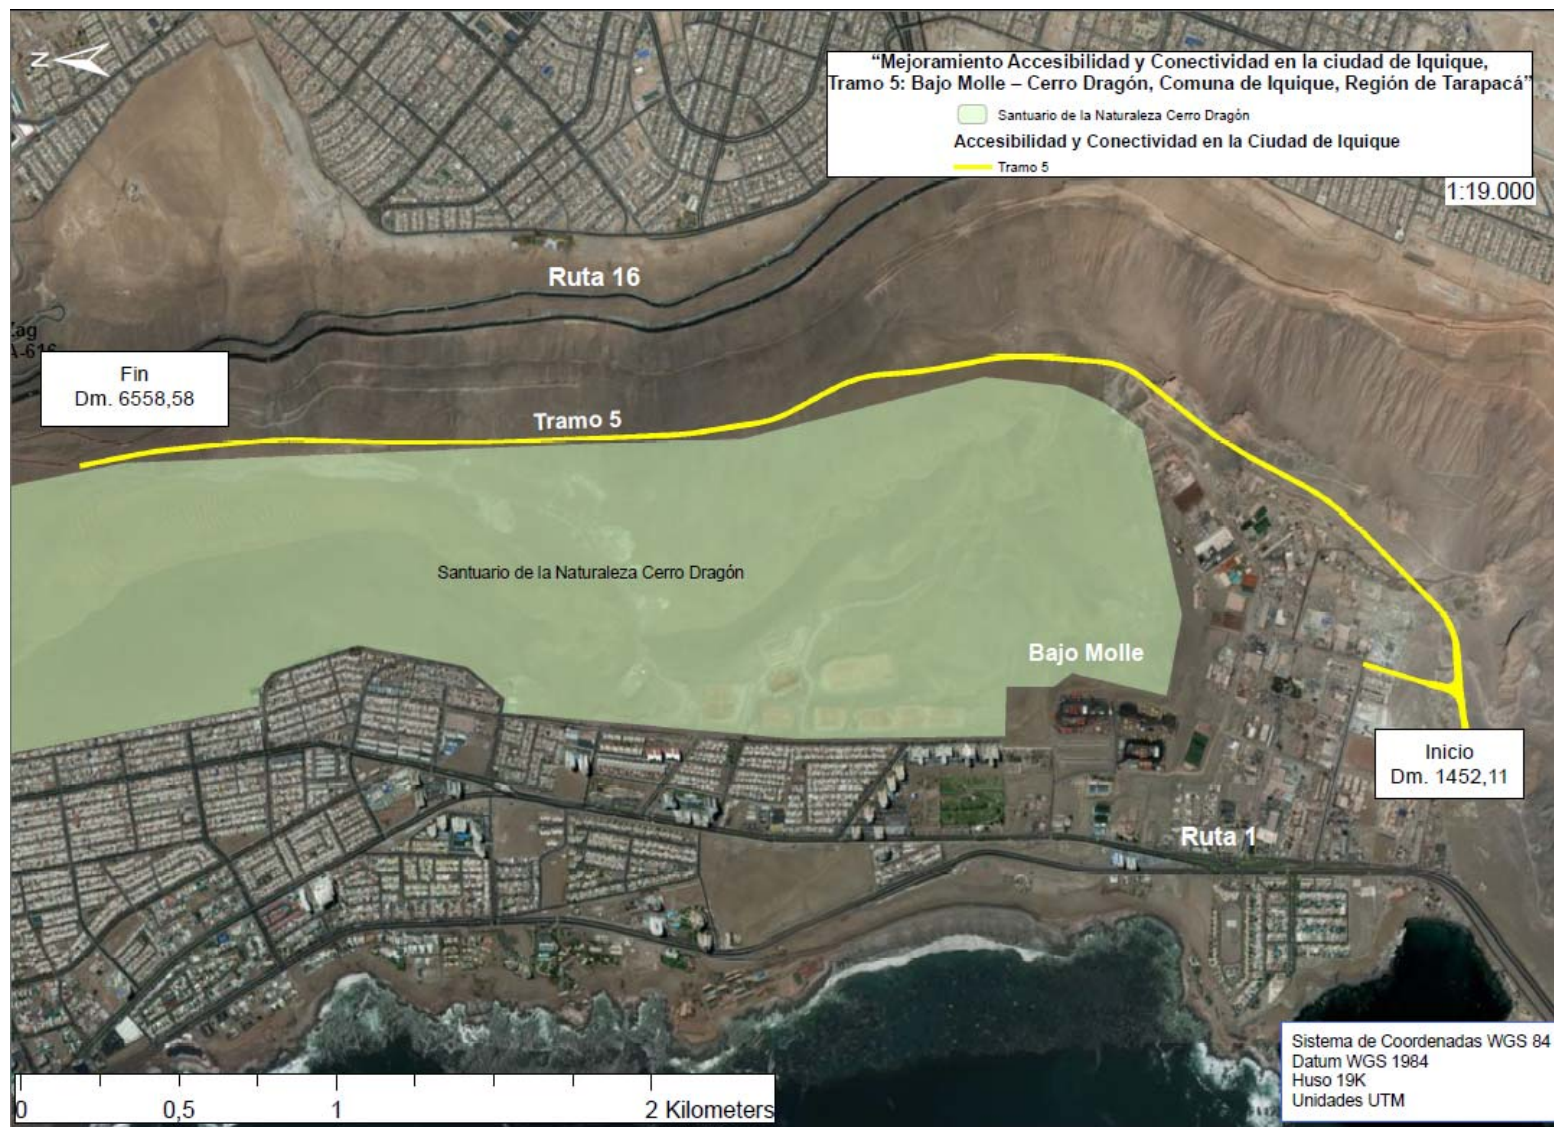 N
“Mejoramiento Accesibilidad y Conectividad en la ciudad de Iquique,
Tramo 5: Bajo Molle – Cerro Dragón, Comuna de Iquique, Región de Tarapacá”
Santuario de la Naturaleza Cerro Dragón
Accesibilidad y Conectividad en la Ciudad de Iquique
Tramo 5
1:19.000
Ruta 16
Fin
Dm. 6558,58
Tramo 5
Santuario de la Naturaleza Cerro Dragón
Bajo Molle
Inicio
Dm. 1452,11
Ruta 1
Sistema de Coordenadas WGS 84
Datum WGS 1984
Huso 19K
Unidades UTM
0 0,5 1 2 Kilometers